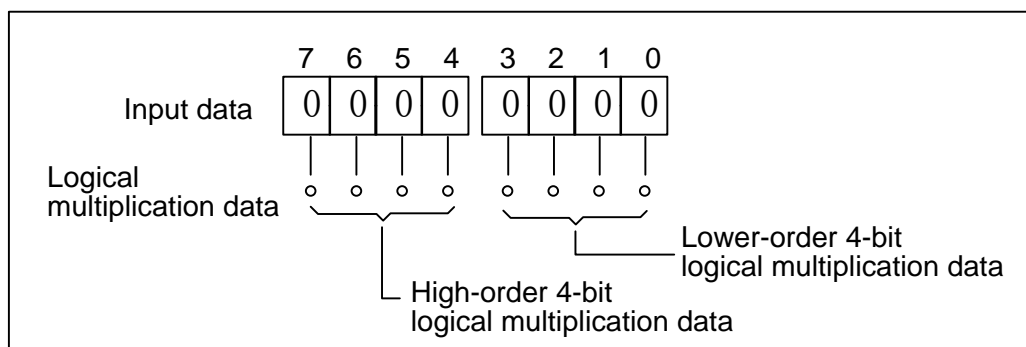 7 6 5 4 3 2 1 0
Input data 0 0 0 0 0 0 0 0
Logical
multiplication data
Lower-order 4-bit
logical multiplication data
High-order 4-bit
logical multiplication data